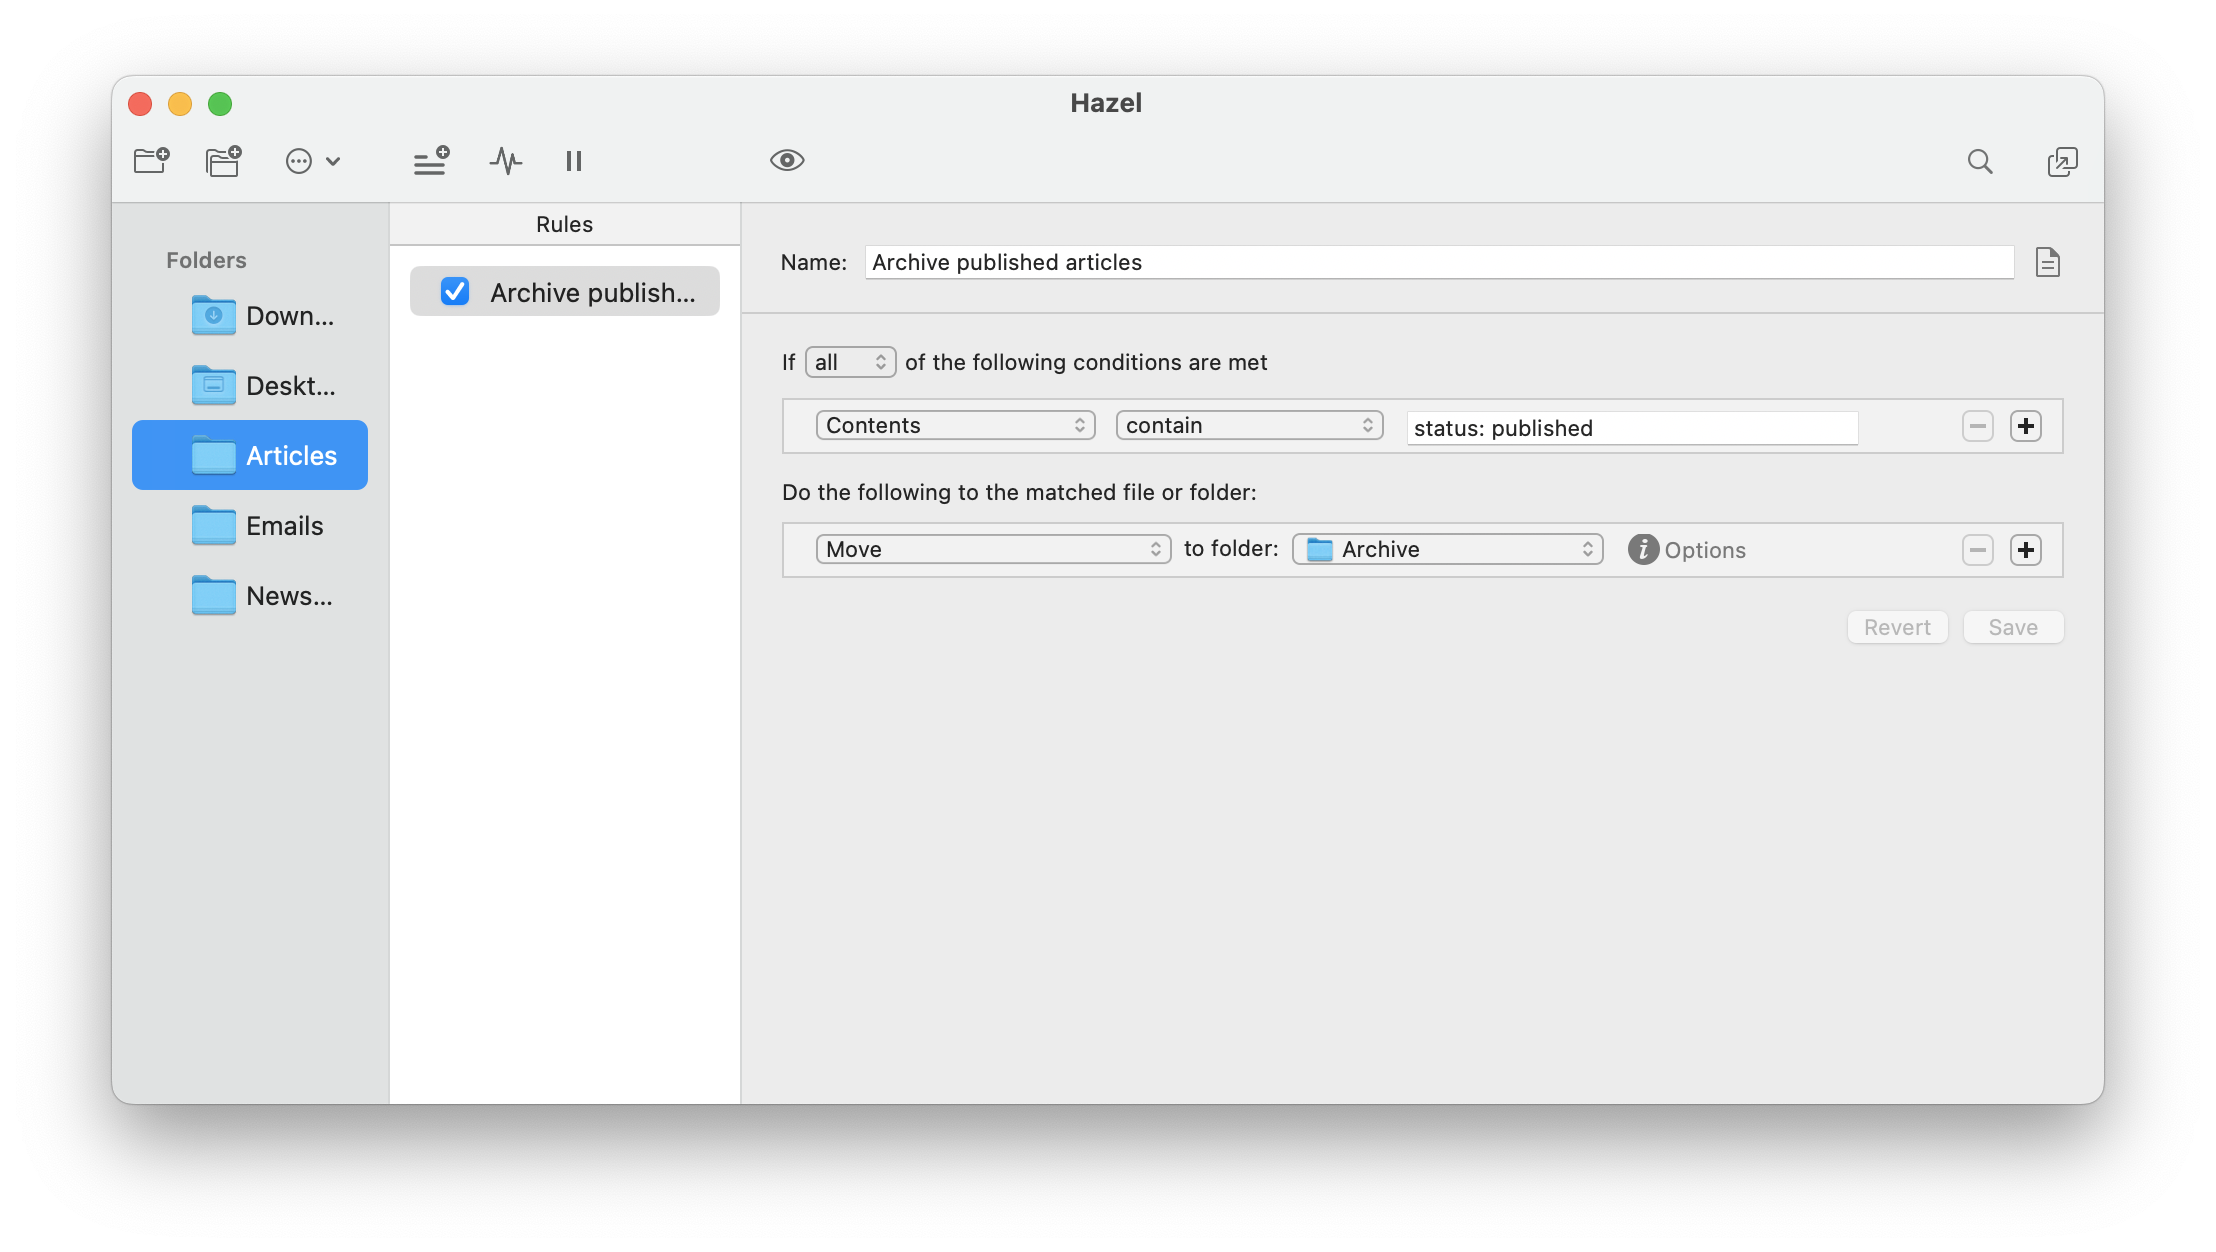 Hazel
Folders
Down...
Deskt...
Articles
Emails
News...
Rules
Archive publish...
Name: Archive published articles
If all of the following conditions are met
Contents contain status: published
Do the following to the matched file or folder:
Move to folder: Archive i Options
Revert Save